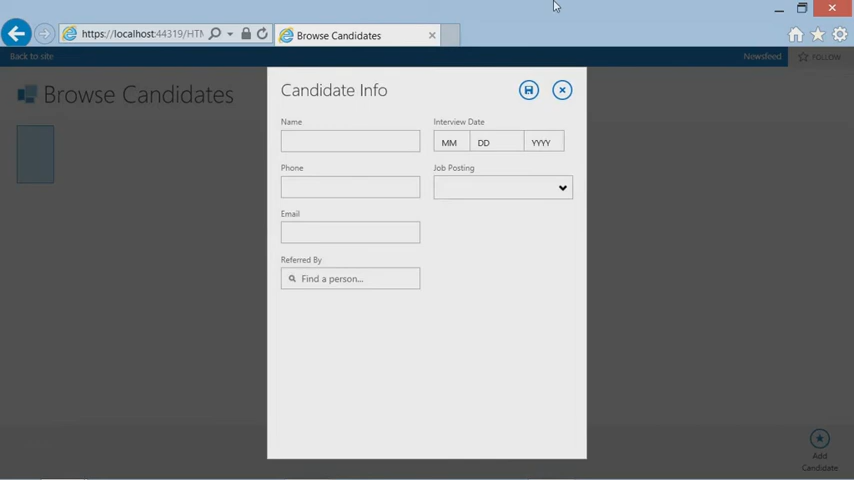 https://localhost:44319/HTM
Browse Candidates
Back to site
Newsfeed
FOLLOW
Browse Candidates
Candidate Info
Name
Interview Date
MM
DD
YYYY
Phone
Job Posting
Email
Referred By
Find a person...
Add
Candidate